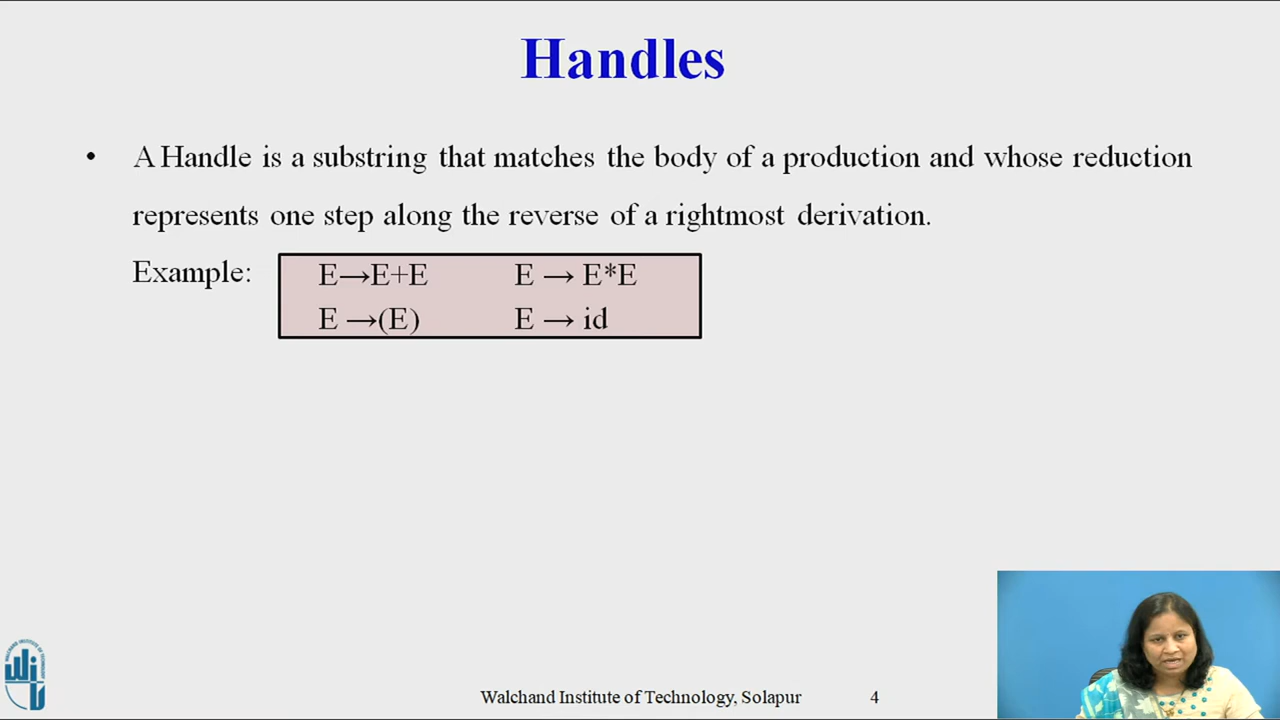 Handles
• A Handle is a substring that matches the body of a production and whose reduction
represents one step along the reverse of a rightmost derivation.
Example: E→E+E E → E*E
E →(E) E → id
Walchand Institute of Technology, Solapur 4